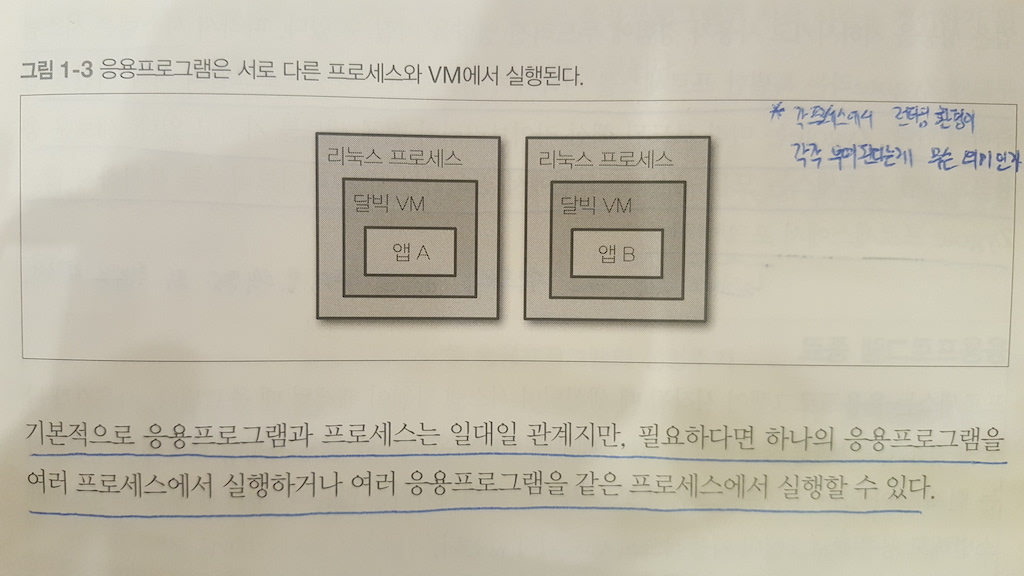 그림 1-3 응용프로그램은 서로 다른 프로세스와 VM에서 실행된다.
* 각 프로세스에서 런타임 환경이
각각 부여된다는게 무슨 의미인가
리눅스 프로세스
달빅 VM
앱 A
리눅스 프로세스
달빅 VM
앱 B
기본적으로 응용프로그램과 프로세스는 일대일 관계지만, 필요하다면 하나의 응용프로그램을
여러 프로세스에서 실행하거나 여러 응용프로그램을 같은 프로세스에서 실행할 수 있다.